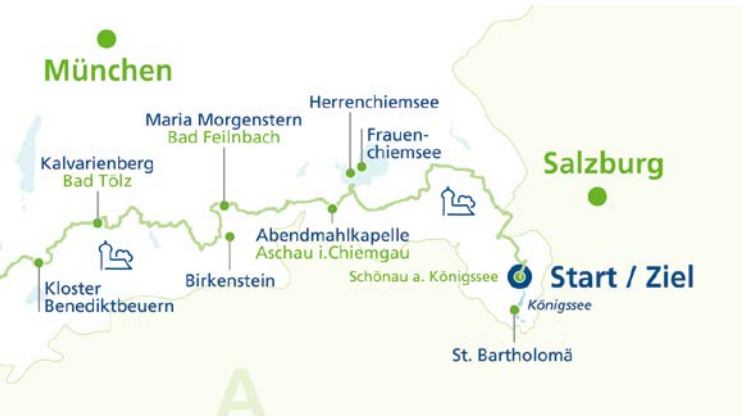 München
Herrenchiemsee
Maria Morgenstern
Bad Feilnbach
Frauen-
chiemsee
Kalvarienberg
Bad Tölz
Salzburg
Abendmahlkapelle
Aschau i.Chiemgau
Birkenstein
Kloster
Benediktbeuern
Schönau a. Königssee
Start / Ziel
Königssee
St. Bartholomä
A